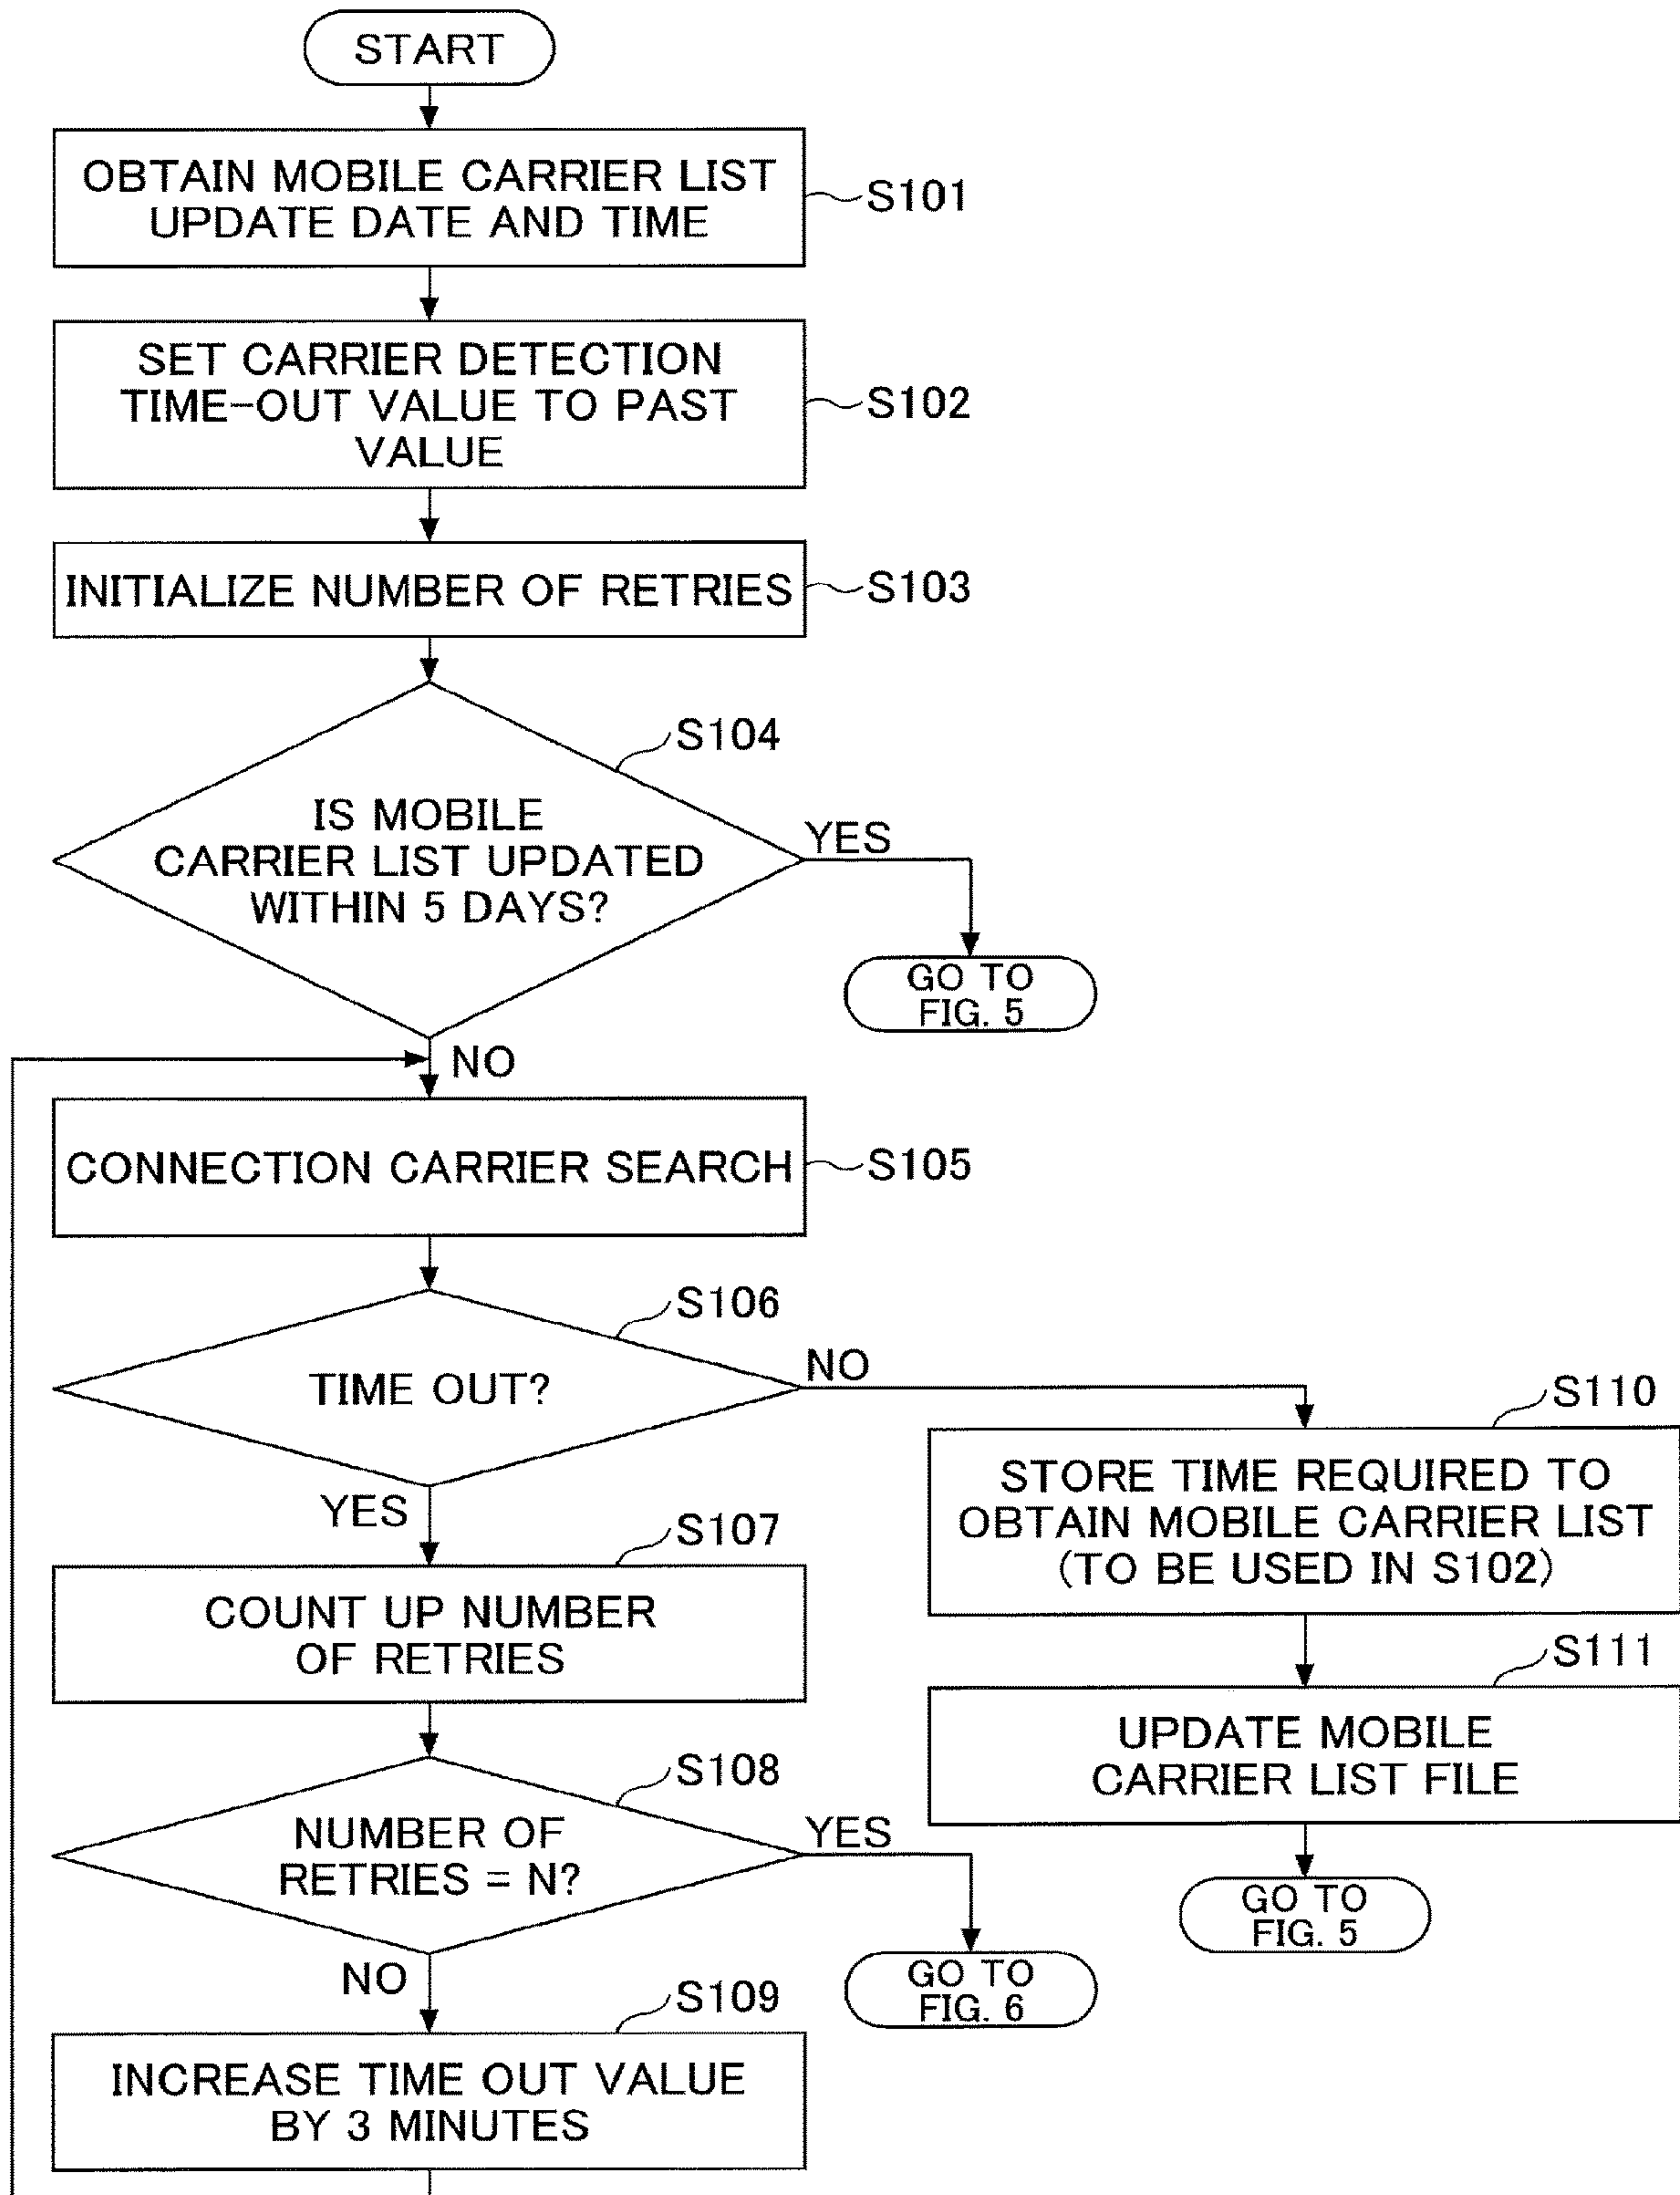 START
OBTAIN MOBILE CARRIER LIST
UPDATE DATE AND TIME
S101
SET CARRIER DETECTION
TIME-OUT VALUE TO PAST
VALUE
S102
INITIALIZE NUMBER OF RETRIES
S103
S104
IS MOBILE
CARRIER LIST UPDATED
WITHIN 5 DAYS?
YES
GO TO
FIG. 5
NO
CONNECTION CARRIER SEARCH
S105
S106
TIME OUT?
NO
YES
S110
STORE TIME REQUIRED TO
OBTAIN MOBILE CARRIER LIST
(TO BE USED IN S102)
S107
COUNT UP NUMBER
OF RETRIES
S111
UPDATE MOBILE
CARRIER LIST FILE
GO TO
FIG. 5
S108
NUMBER OF
RETRIES = N?
YES
GO TO
FIG. 6
NO
S109
INCREASE TIME OUT VALUE
BY 3 MINUTES